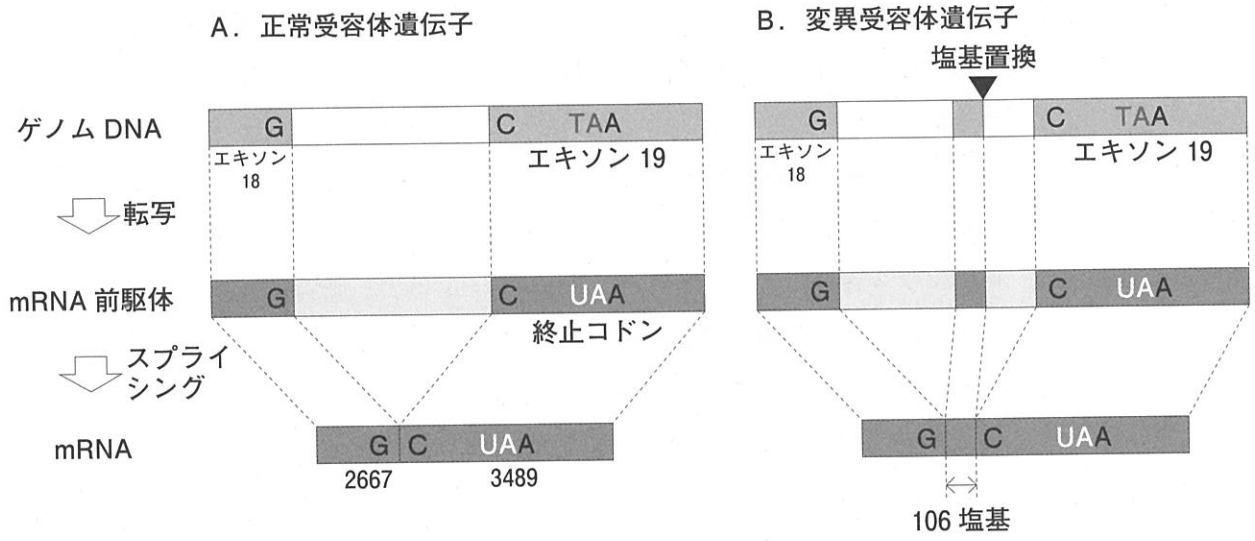 A. 正常受容体遺伝子
B. 変異受容体遺伝子
塩基置換
ゲノム DNA
G
C
TAA
エキソン
18
エキソン 19
G
C
TAA
エキソン
18
エキソン 19
転写
mRNA 前駆体
G
C
UAA
終止コドン
G
C
UAA
スプライ
シング
mRNA
G
C
UAA
2667
3489
G
C
UAA
106 塩基